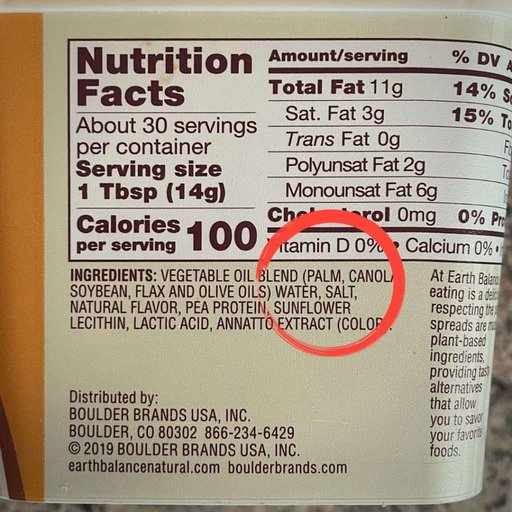 Nutrition Facts
About 30 servings per container
Serving size
1 Tbsp (14g)
Calories per serving 100
Amount/serving % DV
Total Fat 11g 14%
Sat. Fat 3g 15%
Trans Fat 0g
Polyunsat Fat 2g
Monounsat Fat 6g
Cholesterol 0mg 0%
Vitamin D 0% • Calcium 0% •
INGREDIENTS: VEGETABLE OIL BLEND (PALM, CANOLA
SOYBEAN, FLAX AND OLIVE OILS) WATER, SALT,
NATURAL FLAVOR, PEA PROTEIN, SUNFLOWER
LECITHIN, LACTIC ACID, ANNATTO EXTRACT (COLOR
At Earth Balance
eating is a
respecting the
spreads are
plant-based
ingredients,
providing
alternatives
that allow
you to savor
your favorite
foods.
Distributed by:
BOULDER BRANDS USA, INC.
BOULDER, CO 80302 866-234-6429
© 2019 BOULDER BRANDS USA, INC.
earthbalancenatural.com boulderbrands.com